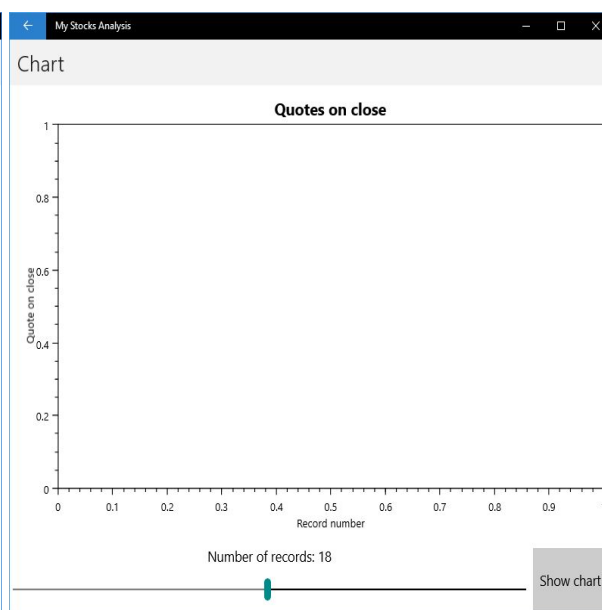 My Stocks Analysis
Chart
Quotes on close
1
0.8
0.6
0.4
0.2
0
Quote on close
0 0.1 0.2 0.3 0.4 0.5 0.6 0.7 0.8 0.9
Record number
Number of records: 18
Show chart